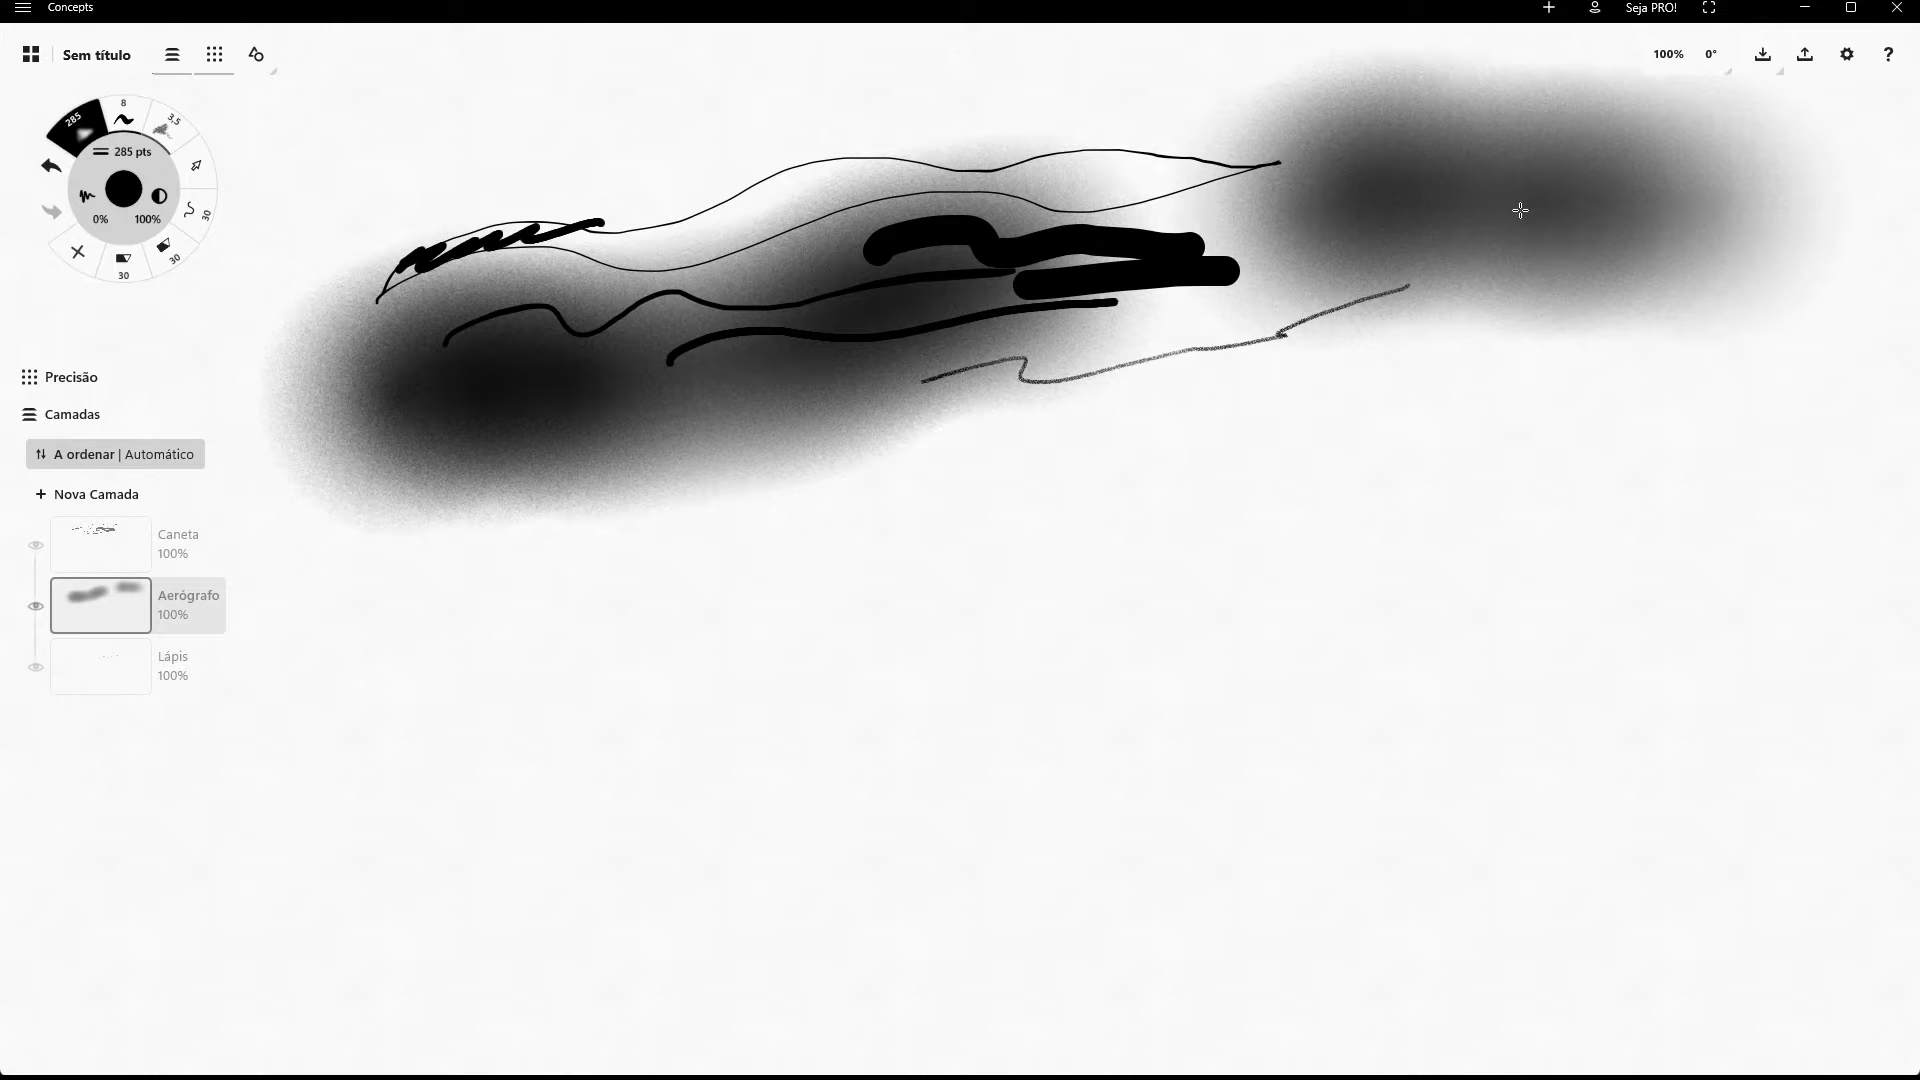 Concepts
Seja PRO!
Sem título
100%
0°
8
285
3,5
285 pts
0%
100%
30
30
30
Precisão
Camadas
A ordenar | Automático
+ Nova Camada
Caneta
100%
Aerógrafo
100%
Lápis
100%